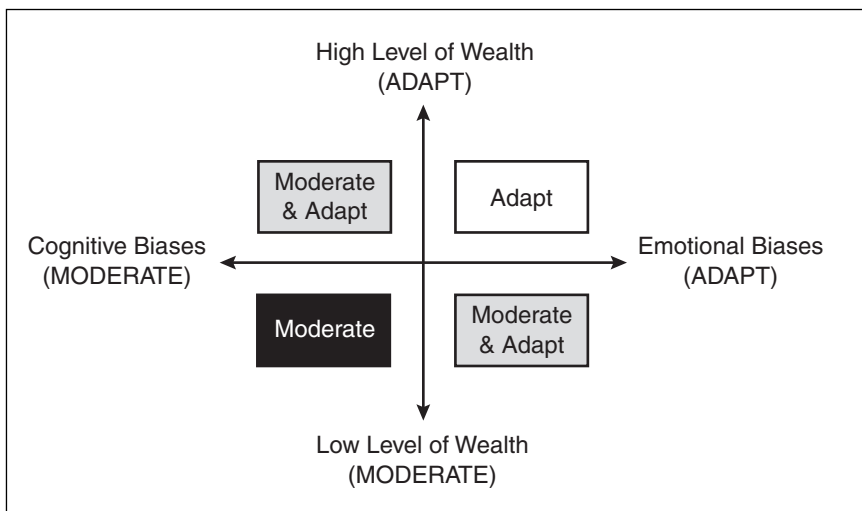 High Level of Wealth
(ADAPT)
Moderate
& Adapt
Adapt
Cognitive Biases
(MODERATE)
Emotional Biases
(ADAPT)
Moderate
Moderate
& Adapt
Low Level of Wealth
(MODERATE)